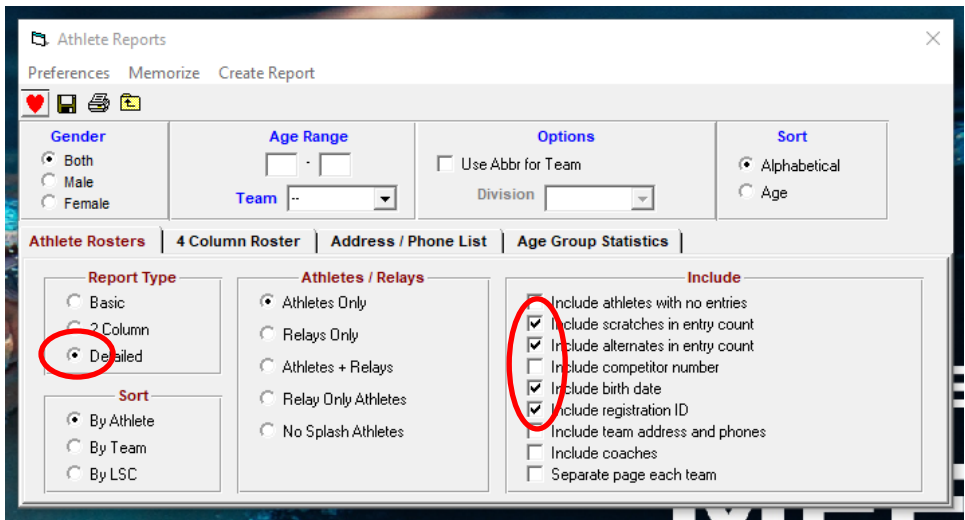 Athlete Reports
Preferences Memorize Create Report
Gender
Both
Male
Female
Age Range
-
Team --
Options
Use Abbr for Team
Division
Sort
Alphabetical
Age
Athlete Rosters 4 Column Roster Address / Phone List Age Group Statistics
Report Type
Basic
2 Column
Detailed
Sort
By Athlete
By Team
By LSC
Athletes / Relays
Athletes Only
Relays Only
Athletes + Relays
Relay Only Athletes
No Splash Athletes
Include
Include athletes with no entries
Include scratches in entry count
Include alternates in entry count
Include competitor number
Include birth date
Include registration ID
Include team address and phones
Include coaches
Separate page each team